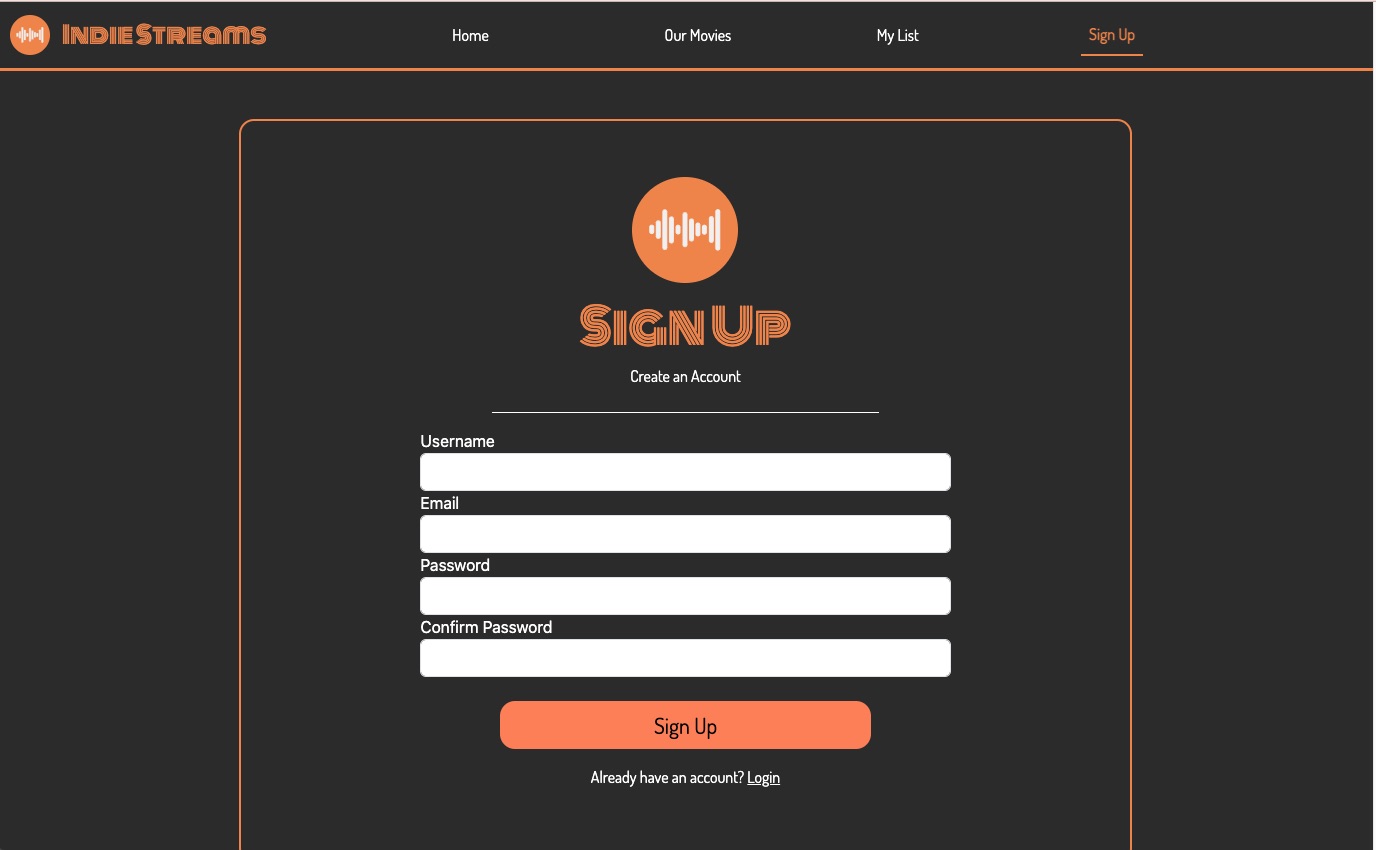 IndieStreams
Home
Our Movies
My List
Sign Up
Sign Up
Create an Account
Username
Email
Password
Confirm Password
Sign Up
Already have an account? Login